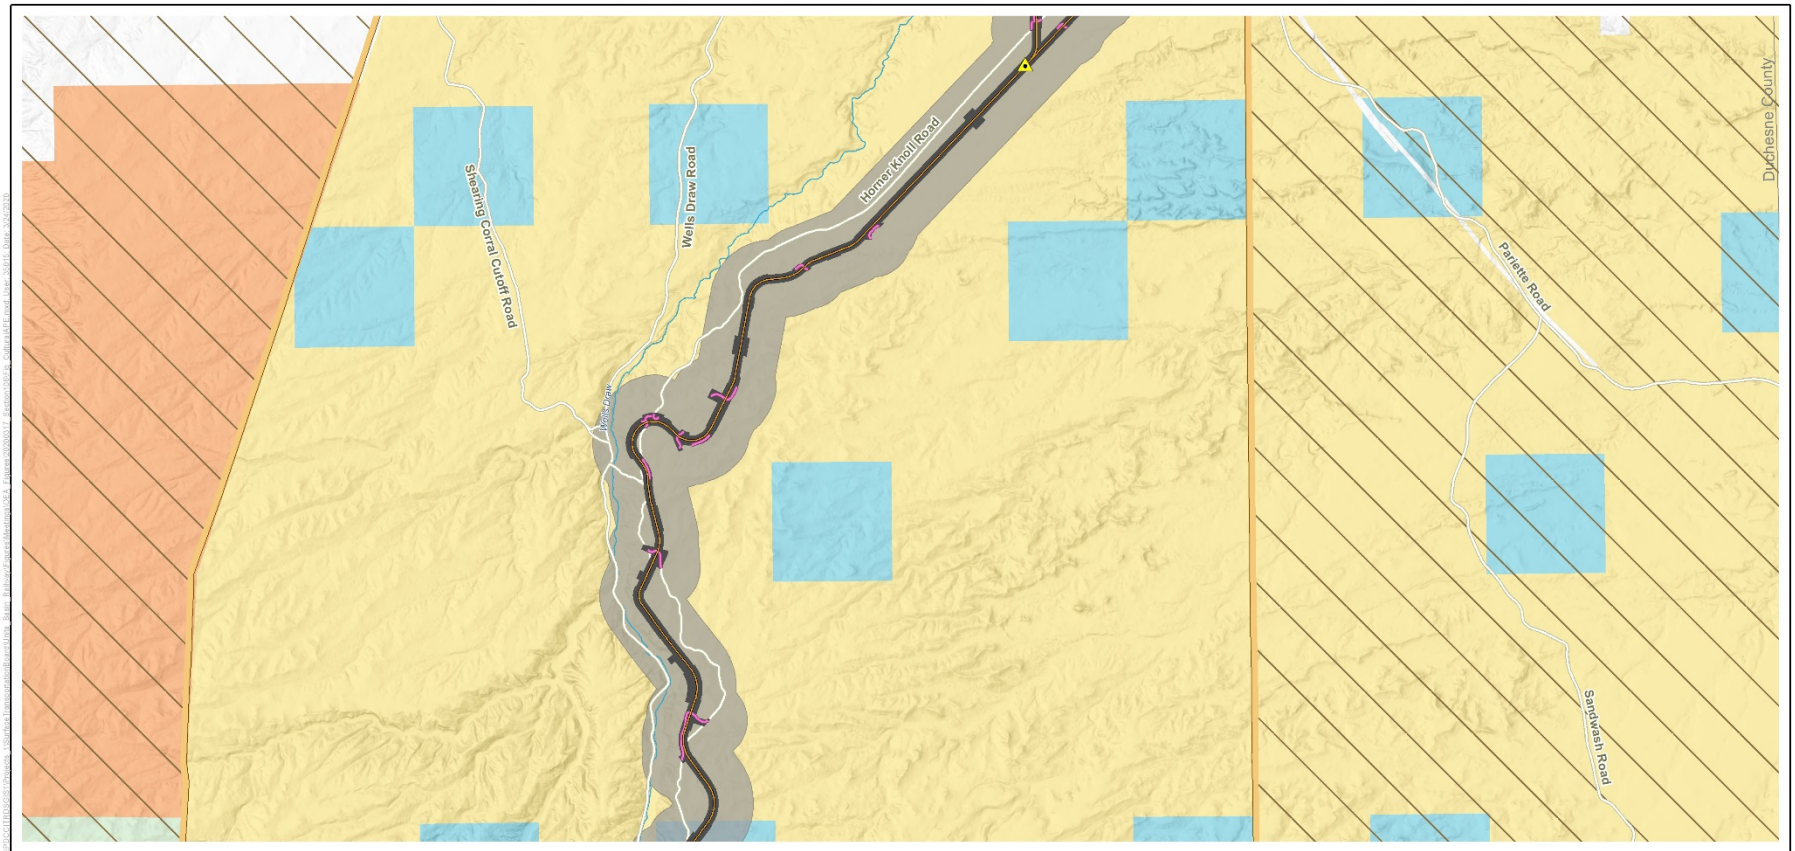 Duchesne County
Horner Knoll Road
Wells Draw Road
Shearing Corral Cutoff Road
Pariette Road
Wells Draw
Sandwash Road